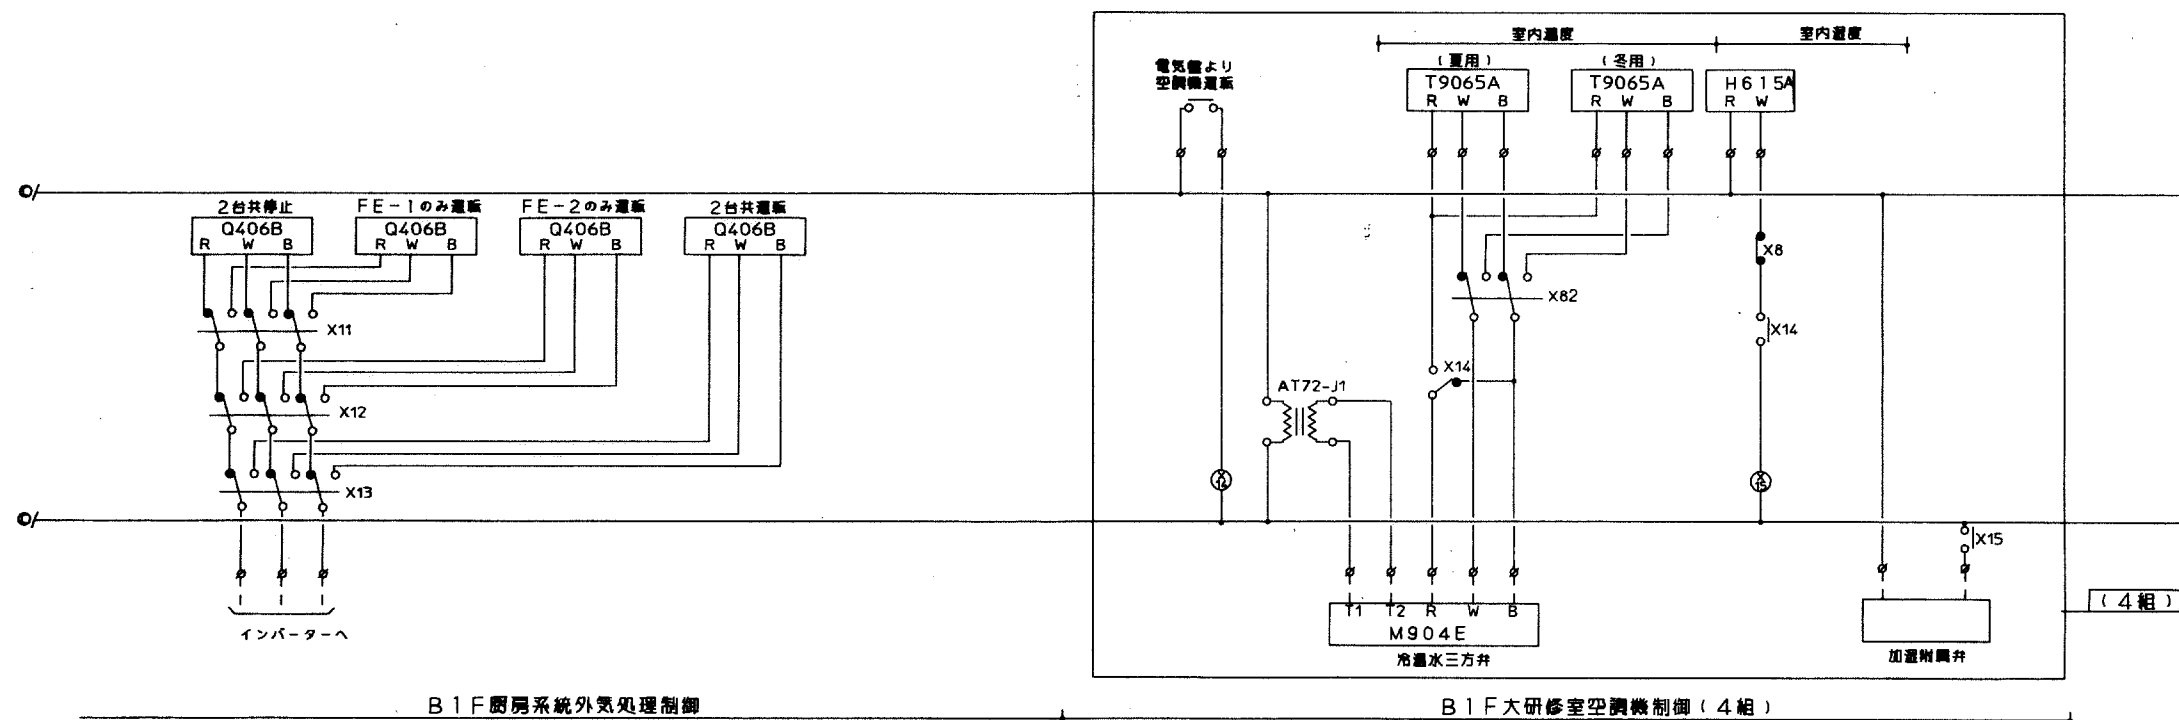 2台共停止
Q406B
R W B
FE-1のみ運転
Q406B
R W B
FE-2のみ運転
Q406B
R W B
2台共運転
Q406B
R W B
X11
X12
X13
インバーターへ
B1F厨房系統外気処理制御
電気盤より
空調機運転
室内温度
(夏用)
T9065A
R W B
(冬用)
T9065A
R W B
室内湿度
H615A
R W
X8
X82
X14
X14
AT72-J1
X14
X15
X15
T1 T2 R W B
M904E
冷温水三方弁
加湿附属弁
(4組)
B1F大研修室空調機制御(4組)